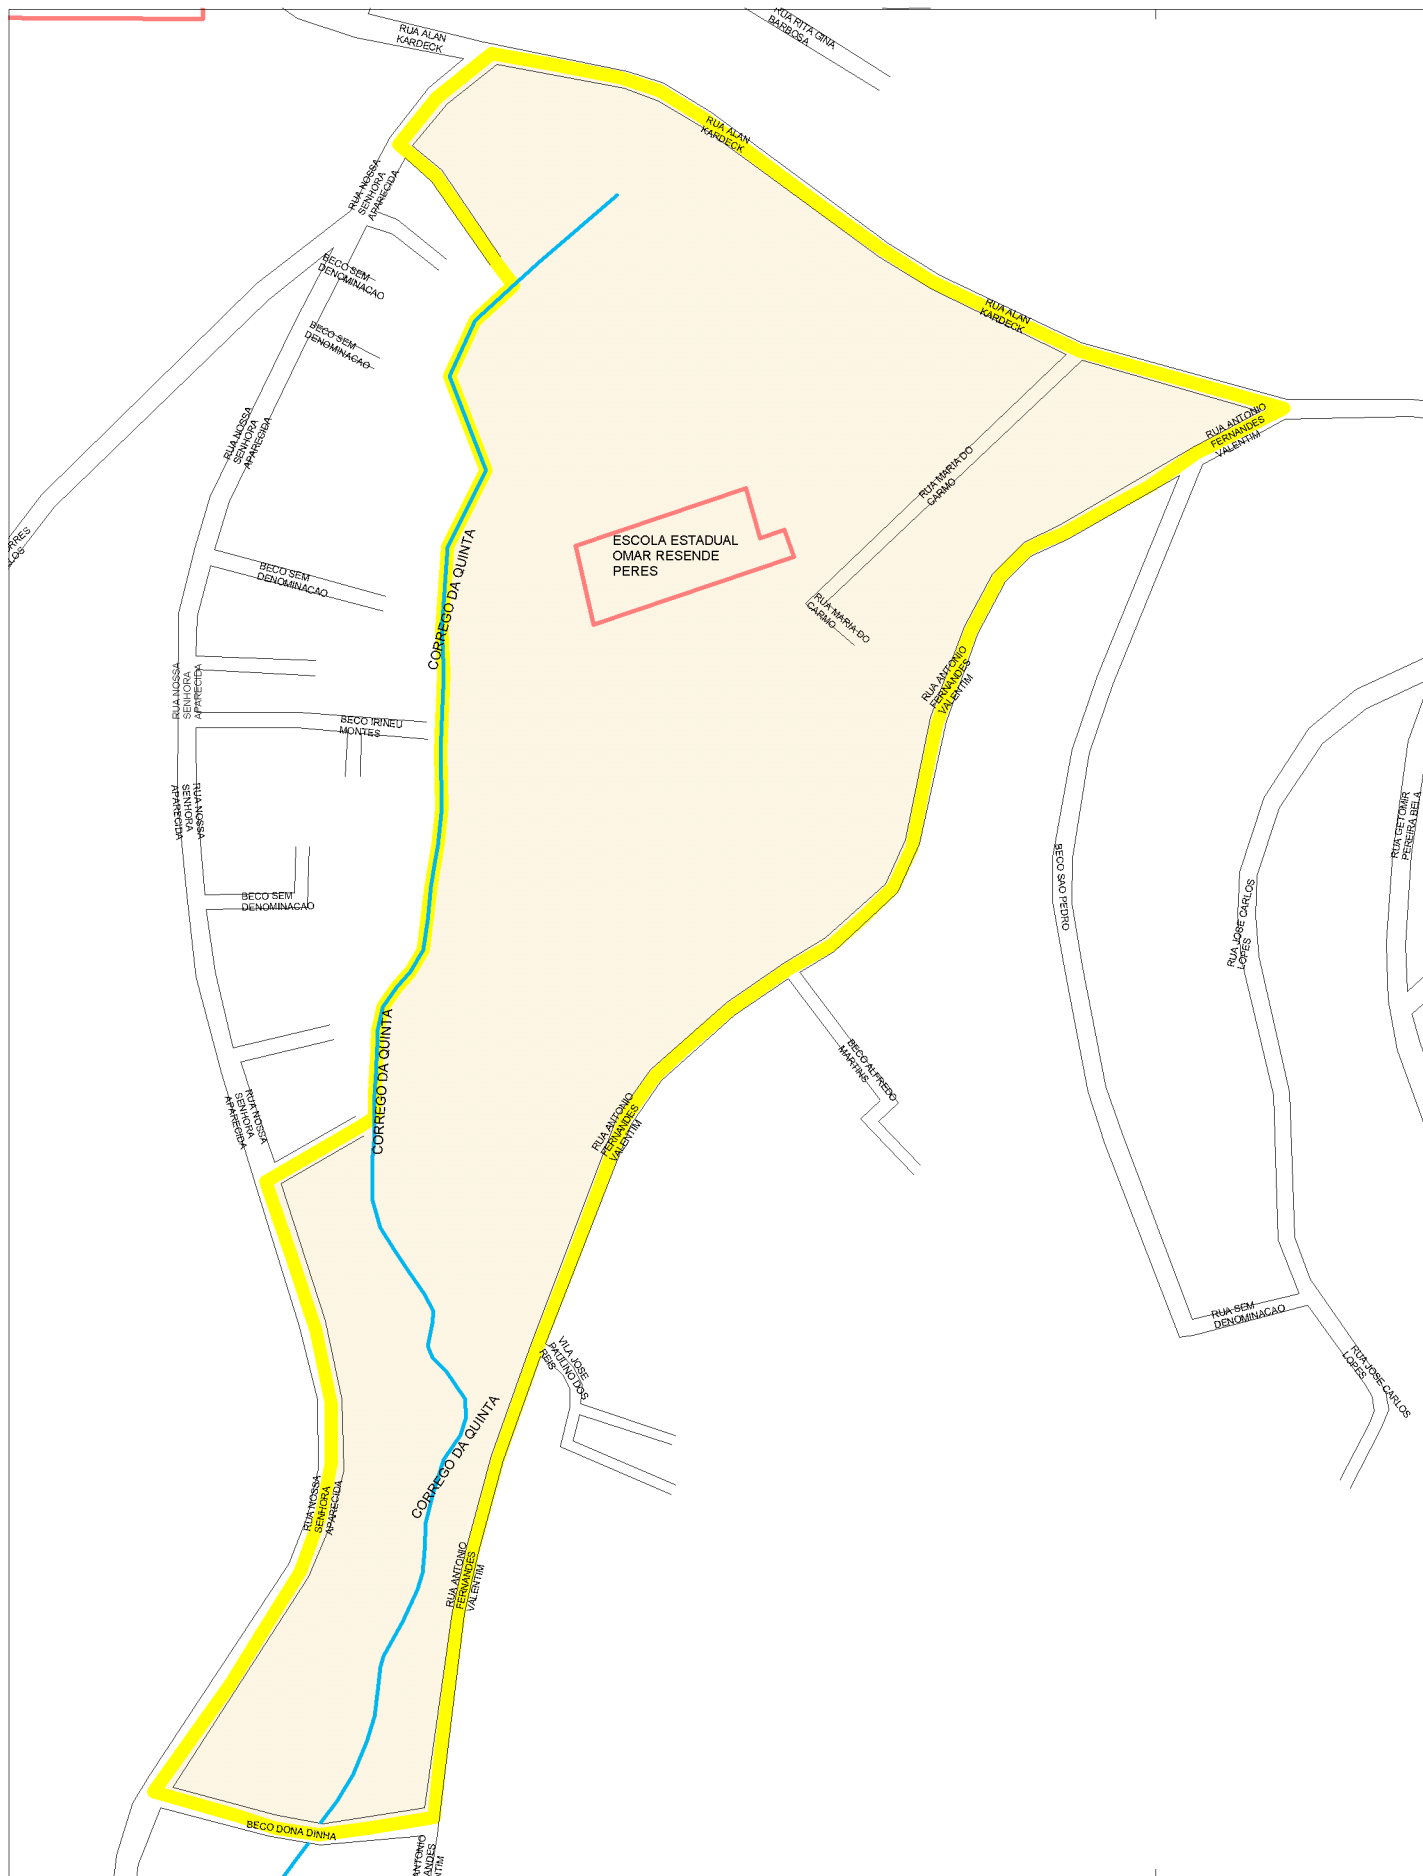 RUA ALAN
KARDECK
RUA RITA GINA
BARBOSA
RUA ALAN
KARDECK
RUA NOSSA
SENHORA
APARECIDA
BECO SEM
DENOMINACAO
BECO SEM
DENOMINACAO
RUA ALAN
KARDECK
RUA NOSSA
SENHORA
APARECIDA
RUA ANTONIO
FERNANDES
VALENTIM
RUA MARIA DO
CARMO
ESCOLA ESTADUAL
OMAR RESENDE
PERES
CORREGO DA QUINTA
BECO SEM
DENOMINACAO
RUA MARIA DO
CARMO
RUA NOSSA
SENHORA
APARECIDA
RUA ANTONIO
FERNANDES
VALENTIM
BECO IRINEU
MONTES
RUA NOSSA
SENHORA
APARECIDA
RUA GETOMIR
PEREIRA BELA
BECO SAO PEDRO
BECO SEM
DENOMINACAO
RUA JOSE CARLOS
LOPES
CORREGO DA QUINTA
BECO ALFREDO
MARTINS
RUA NOSSA
SENHORA
APARECIDA
RUA ANTONIO
FERNANDES
VALENTIM
RUA SEM
DENOMINACAO
VILA JOSE
PAULINO DOS
REIS
RUA JOSE CARLOS
LOPES
CORREGO DA QUINTA
RUA NOSSA
SENHORA
APARECIDA
RUA ANTONIO
FERNANDES
VALENTIM
BECO DONA DINHA